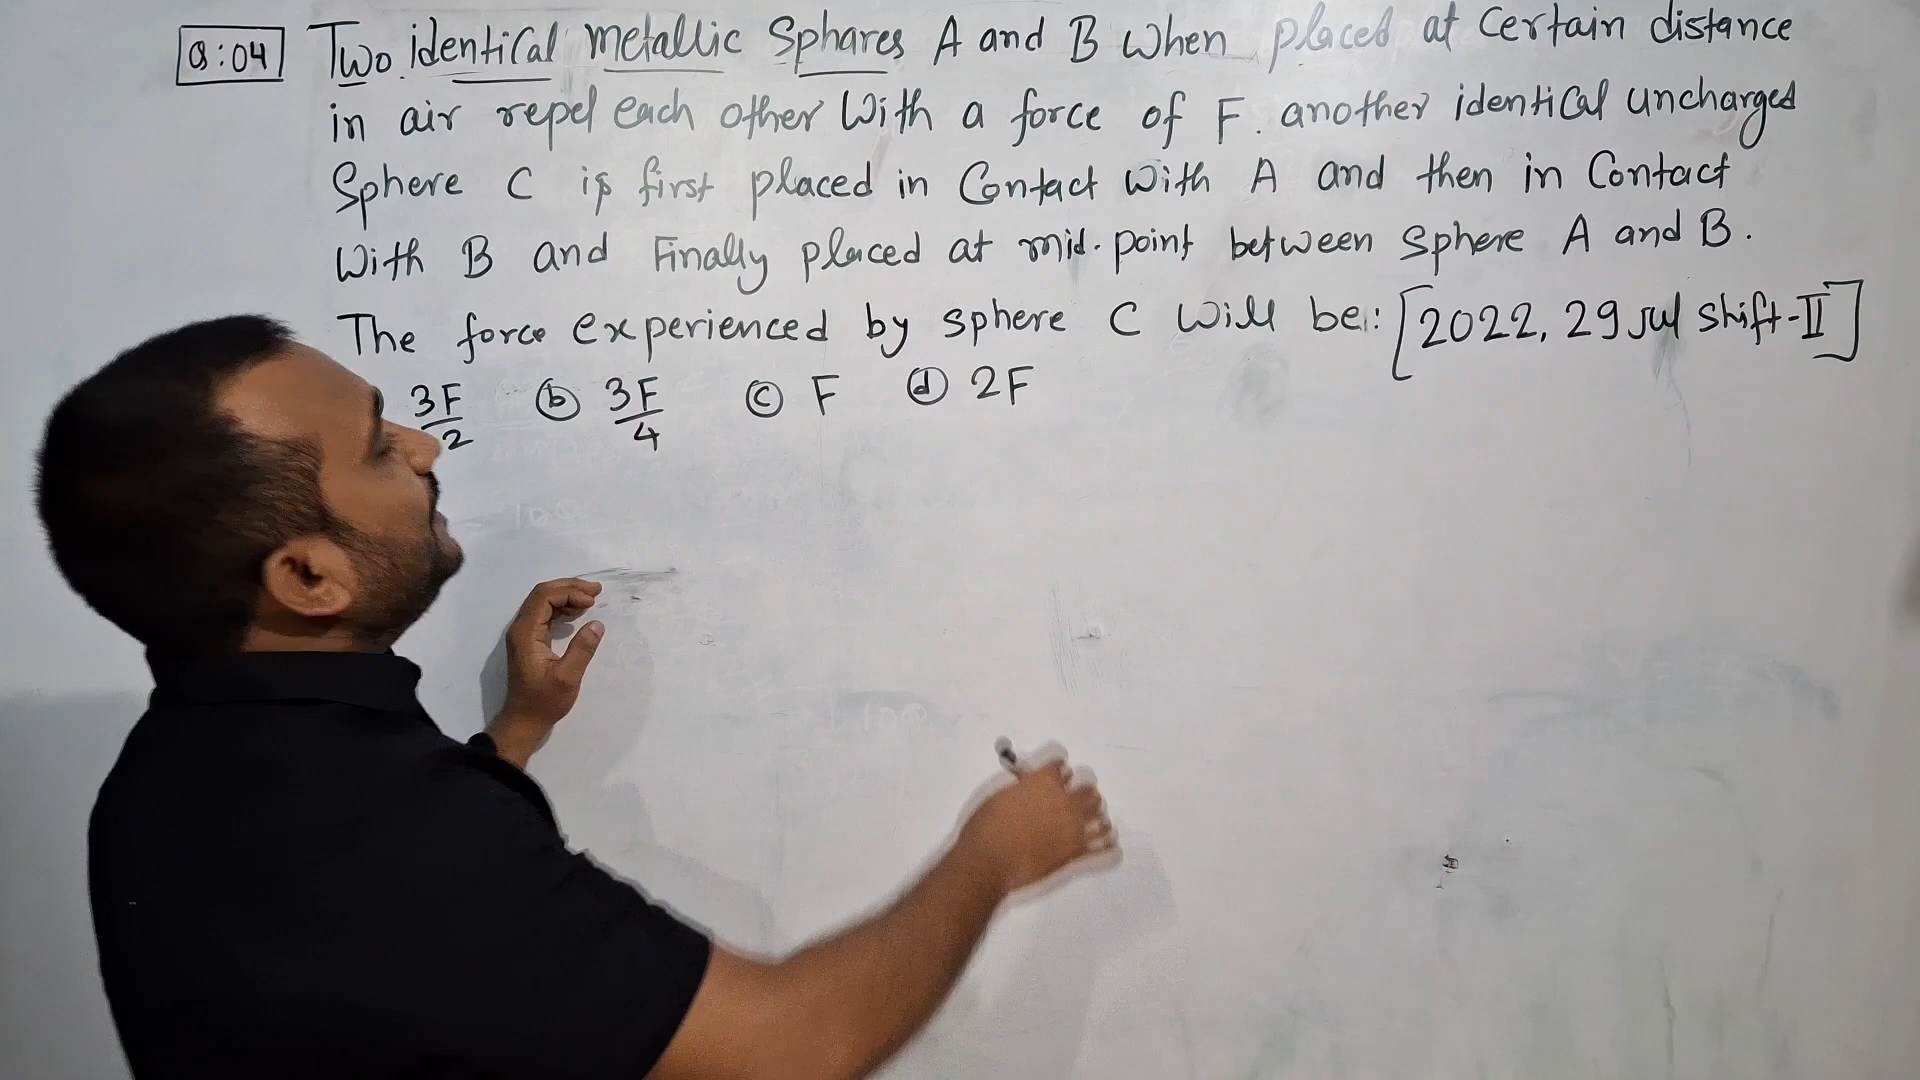 Q:04 Two identical metallic Sphares A and B When placed at Certain distance
in air repel each other With a force of F. another identical uncharged
Sphere C is first placed in Contact With A and then in Contact
With B and Finally placed at mid-point between Sphere A and B.
The force experienced by sphere C Will be: [2022, 29 Jul Shift-II]
3F/2 ⓑ 3F/4 ⓒ F ⓓ 2F